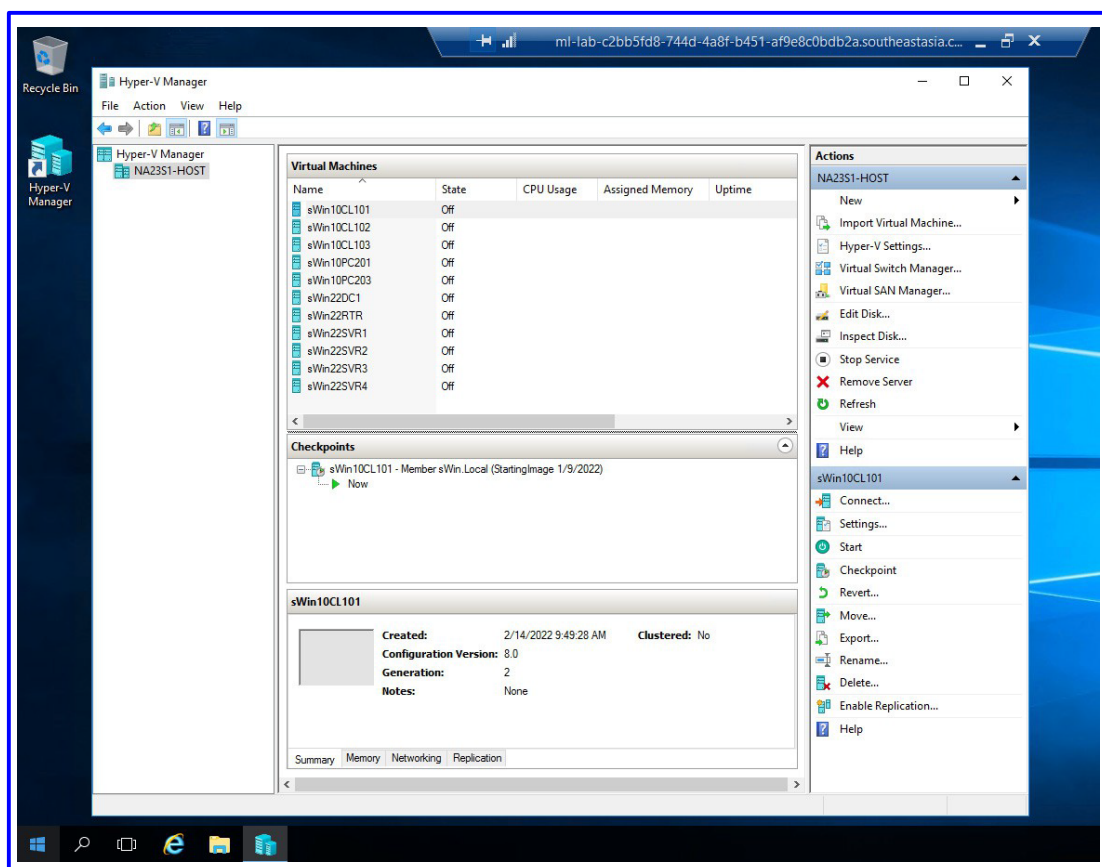 ml-lab-c2bb5fd8-744d-4a8f-b451-af9e8c0bdb2a.southeastasia.c...
Recycle Bin
Hyper-V Manager
Hyper-V Manager
File Action View Help
Hyper-V Manager
NA23S1-HOST
Virtual Machines
Name State CPU Usage Assigned Memory Uptime
sWin10CL101 Off
sWin10CL102 Off
sWin10CL103 Off
sWin10PC201 Off
sWin10PC203 Off
sWin22DC1 Off
sWin22RTR Off
sWin22SVR1 Off
sWin22SVR2 Off
sWin22SVR3 Off
sWin22SVR4 Off
Checkpoints
sWin10CL101 - Member sWin.Local (StartingImage 1/9/2022)
Now
sWin10CL101
Created: 2/14/2022 9:49:28 AM Clustered: No
Configuration Version: 8.0
Generation: 2
Notes: None
Summary Memory Networking Replication
Actions
NA23S1-HOST
New
Import Virtual Machine...
Hyper-V Settings...
Virtual Switch Manager...
Virtual SAN Manager...
Edit Disk...
Inspect Disk...
Stop Service
Remove Server
Refresh
View
Help
sWin10CL101
Connect...
Settings...
Start
Checkpoint
Revert...
Move...
Export...
Rename...
Delete...
Enable Replication...
Help